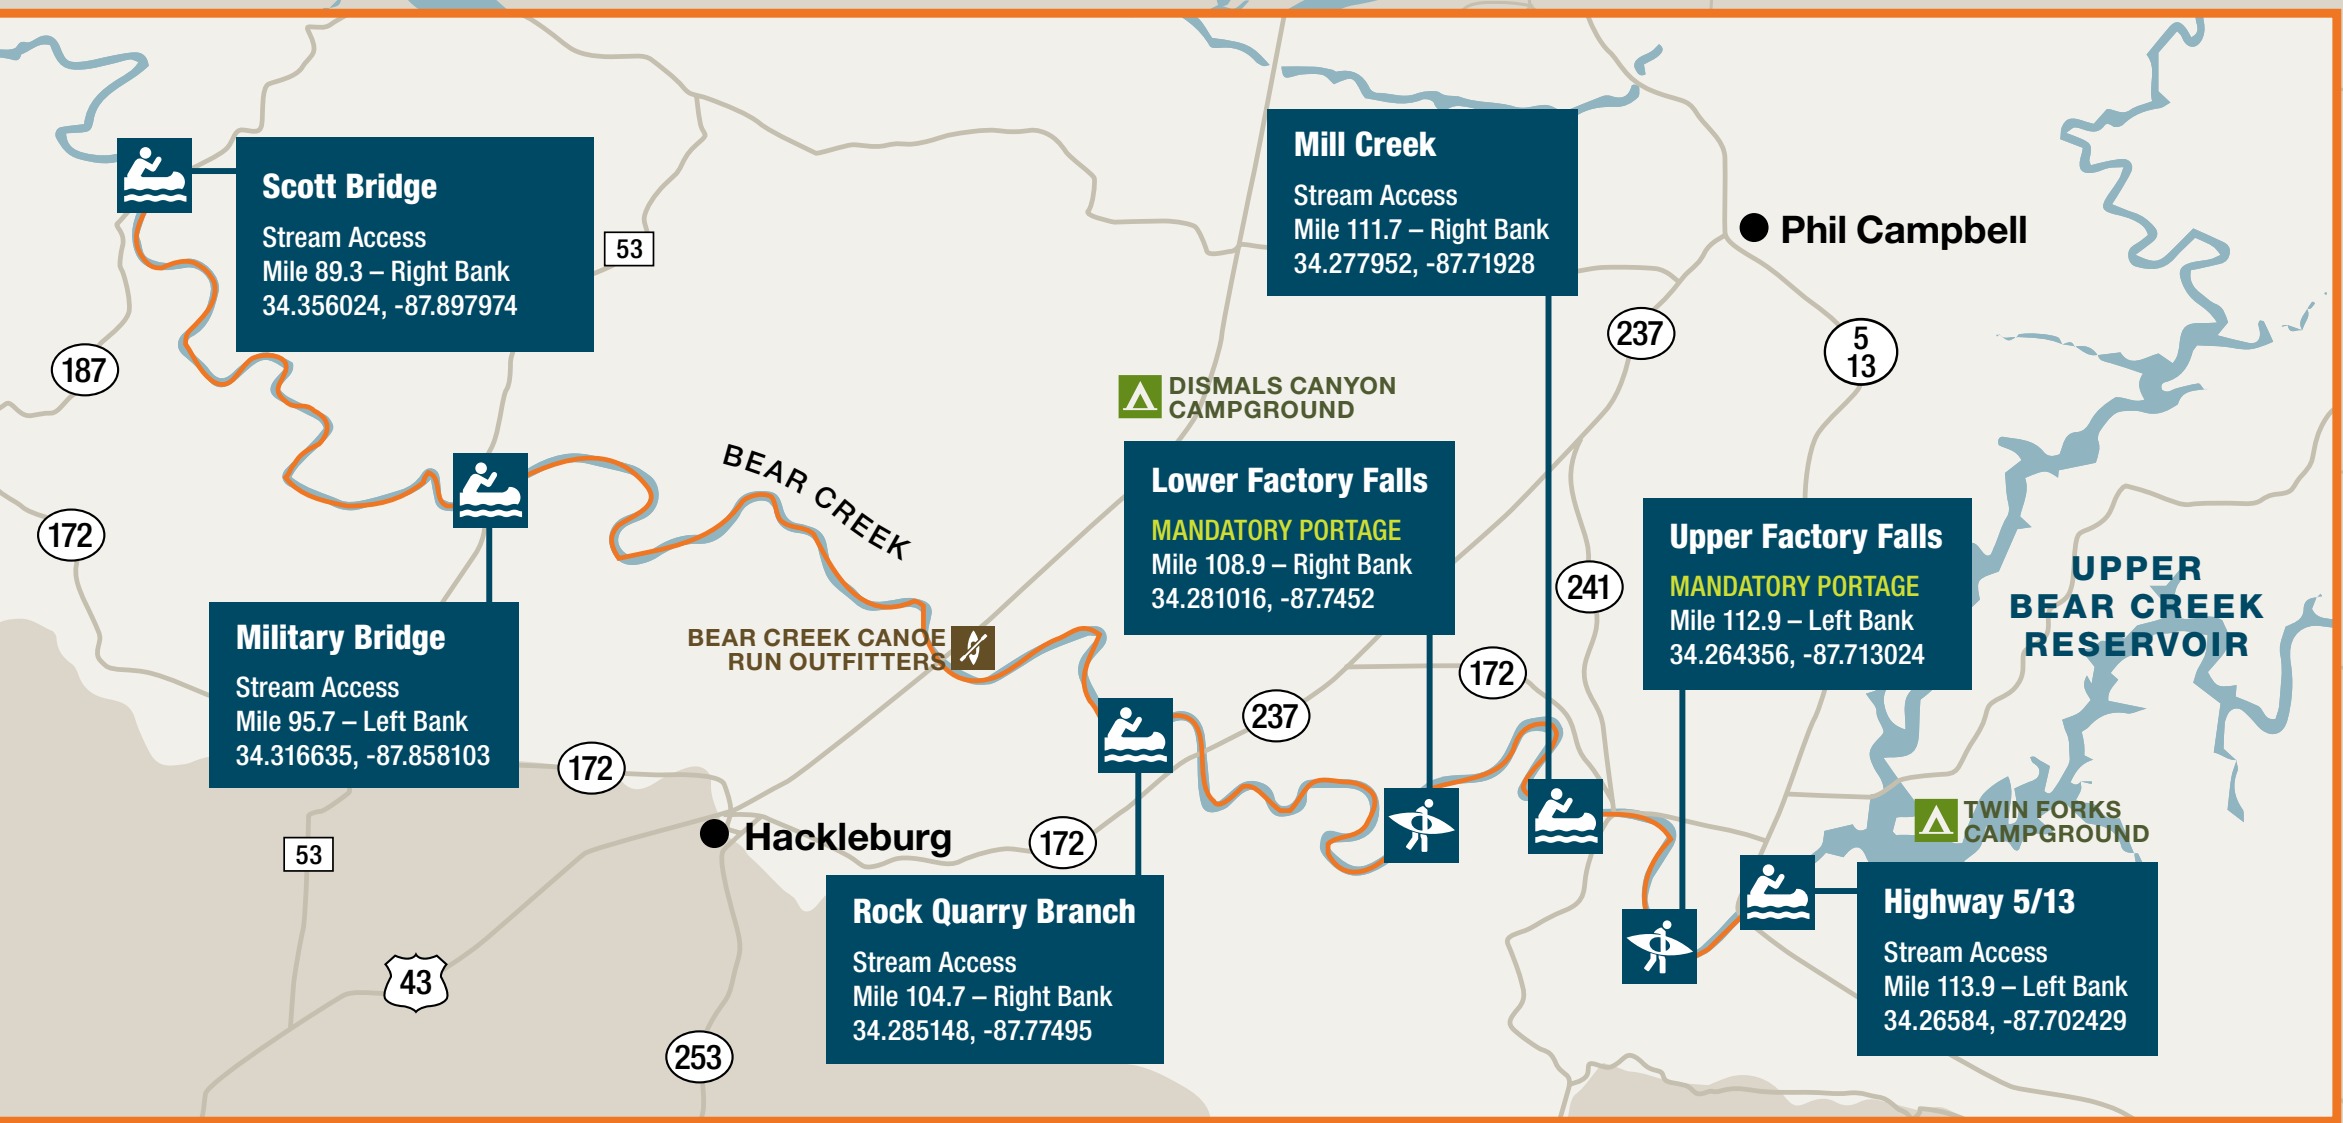 Scott Bridge
Stream Access
Mile 89.3 – Right Bank
34.356024, -87.897974
53
187
172
Mill Creek
Stream Access
Mile 111.7 – Right Bank
34.277952, -87.71928
Phil Campbell
237
5
13
DISMALS CANYON
CAMPGROUND
BEAR CREEK
Lower Factory Falls
MANDATORY PORTAGE
Mile 108.9 – Right Bank
34.281016, -87.7452
241
Upper Factory Falls
MANDATORY PORTAGE
Mile 112.9 – Left Bank
34.264356, -87.713024
UPPER
BEAR CREEK
RESERVOIR
Military Bridge
Stream Access
Mile 95.7 – Left Bank
34.316635, -87.858103
BEAR CREEK CANOE
RUN OUTFITTERS
172
237
172
53
Hackleburg
172
TWIN FORKS
CAMPGROUND
43
253
Rock Quarry Branch
Stream Access
Mile 104.7 – Right Bank
34.285148, -87.77495
Highway 5/13
Stream Access
Mile 113.9 – Left Bank
34.26584, -87.702429